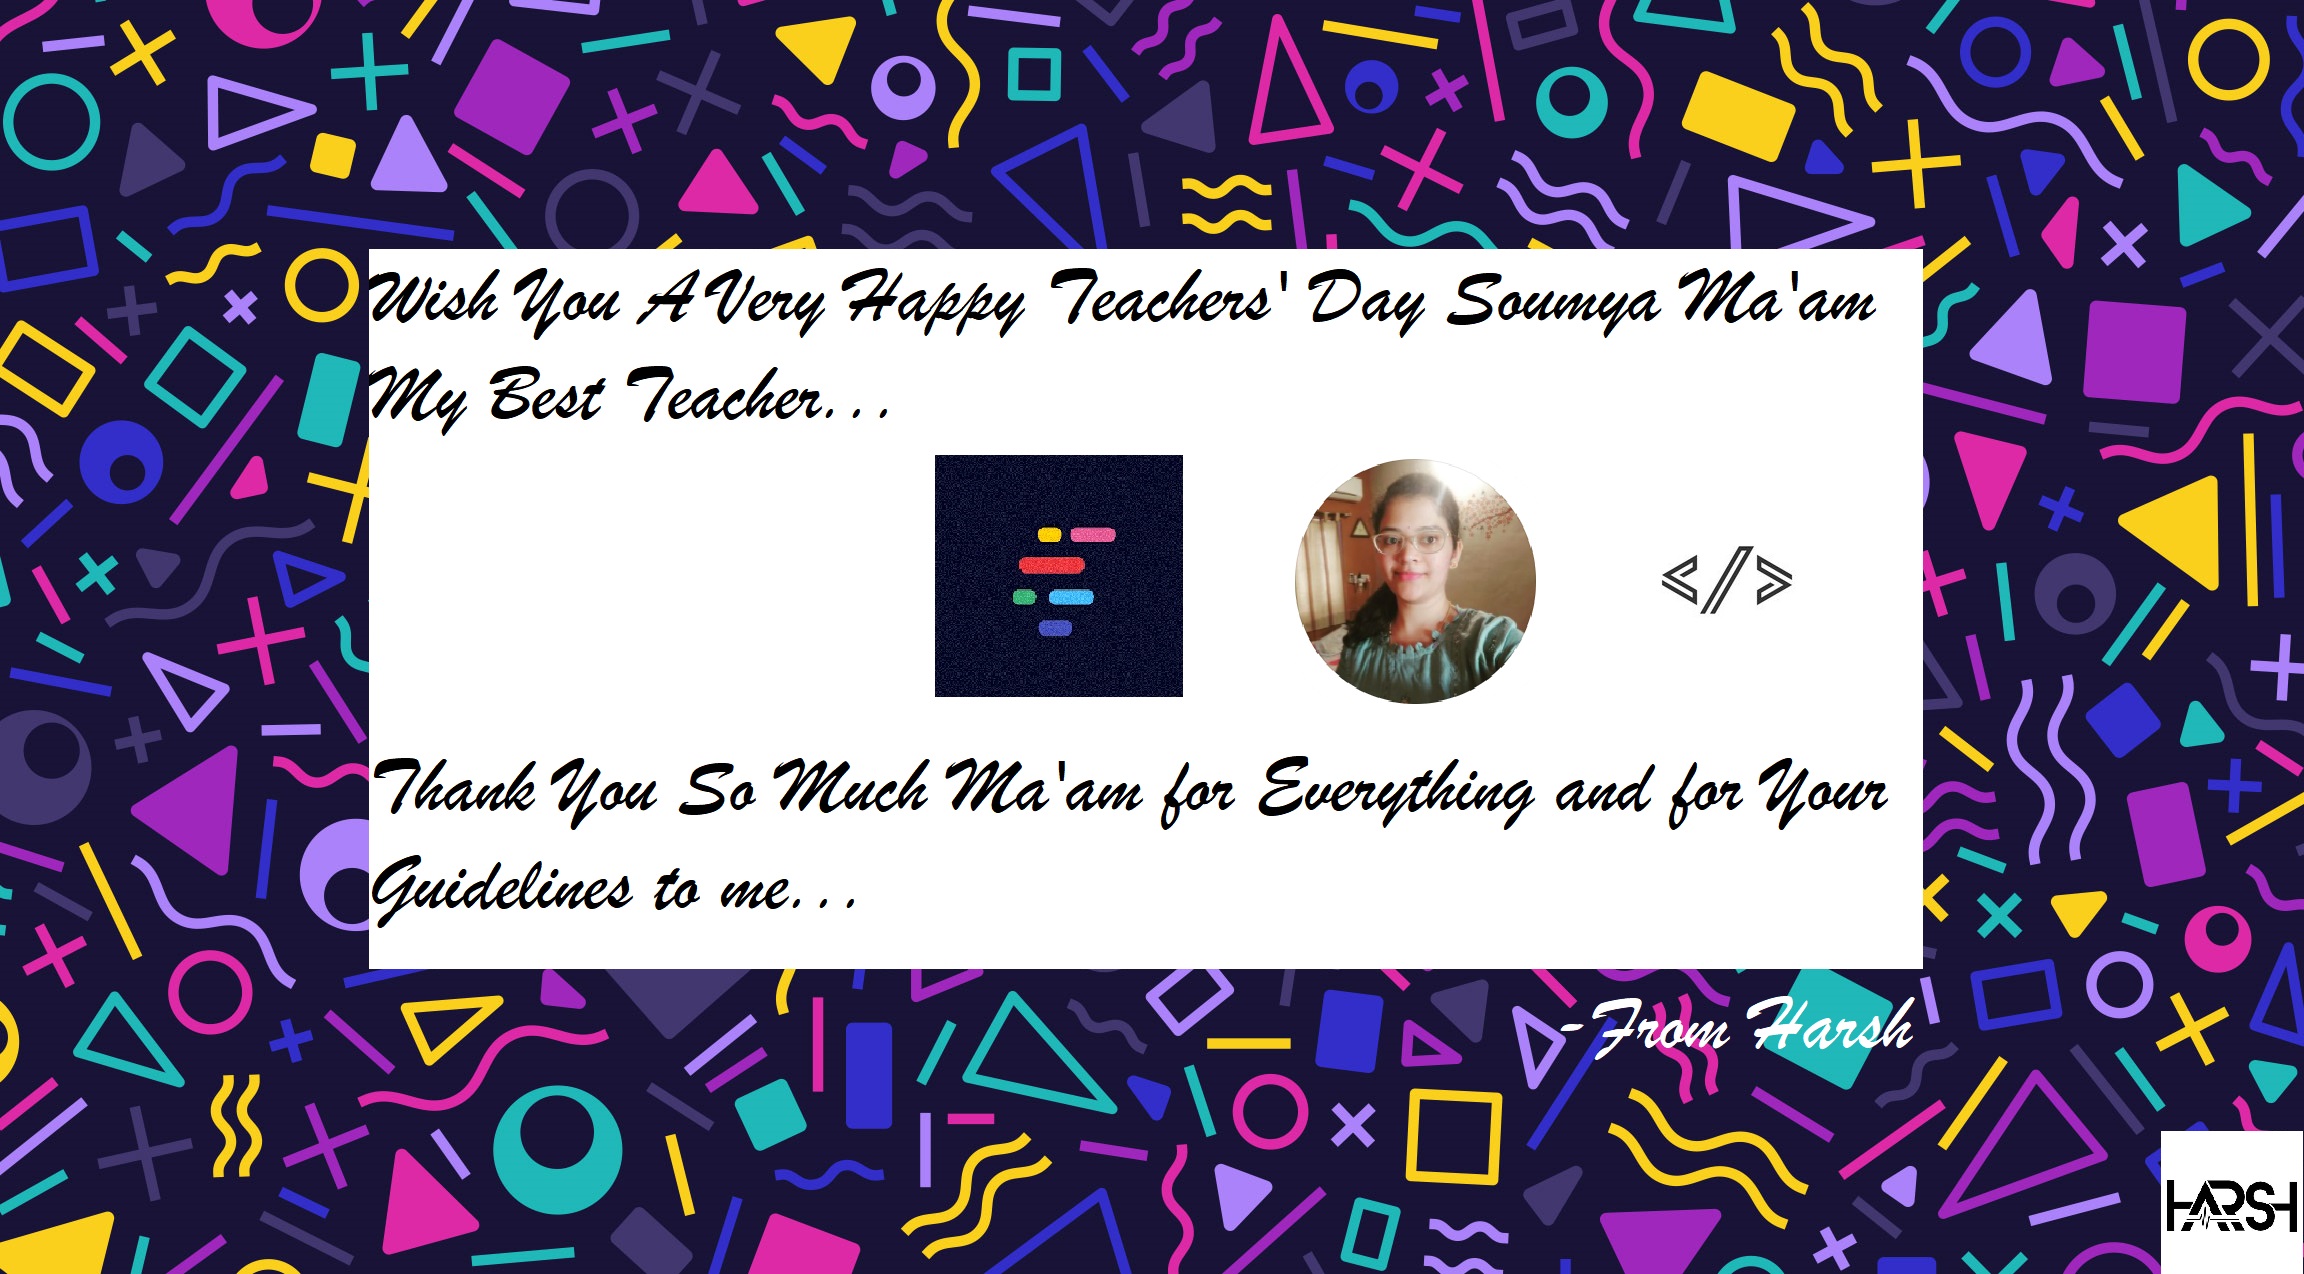 Wish You A Very Happy Teachers' Day Soumya Ma'am
My Best Teacher...
</>
Thank You So Much Ma'am for Everything and for Your
Guidelines to me...
-From Harsh
HARSH